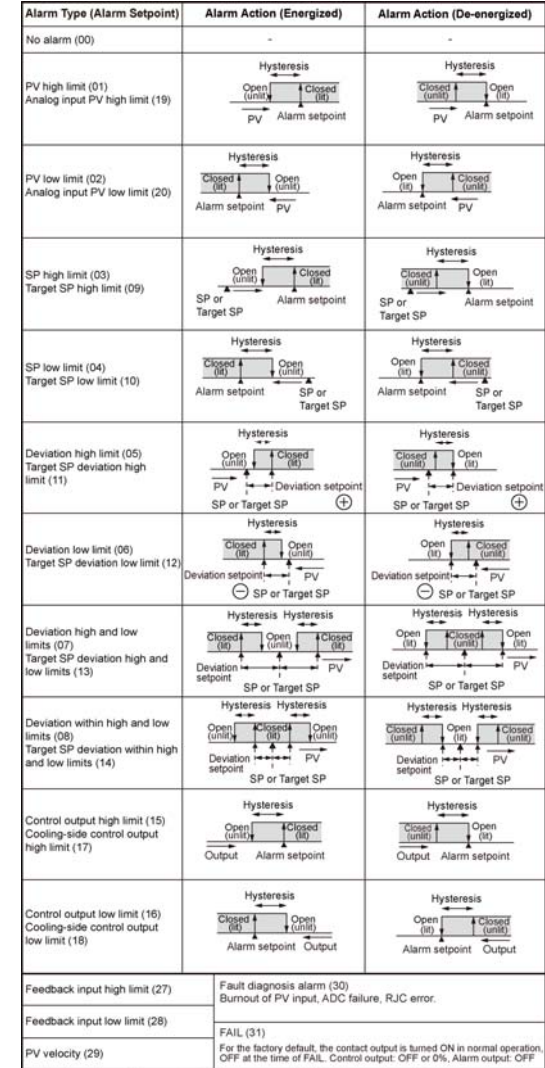 Alarm Type (Alarm Setpoint) Alarm Action (Energized) Alarm Action (De-energized)
No alarm (00) - -
PV high limit (01)
Analog input PV high limit (19)
Hysteresis
Open (unlit) Closed (lit)
PV Alarm setpoint
Hysteresis
Closed (unlit) Open (lit)
PV Alarm setpoint
PV low limit (02)
Analog input PV low limit (20)
Hysteresis
Closed (lit) Open (unlit)
Alarm setpoint PV
Hysteresis
Open (lit) Closed (unlit)
Alarm setpoint PV
SP high limit (03)
Target SP high limit (09)
Hysteresis
Open (unlit) Closed (lit)
SP or Alarm setpoint
Target SP
Hysteresis
Closed (unlit) Open (lit)
SP or Alarm setpoint
Target SP
SP low limit (04)
Target SP low limit (10)
Hysteresis
Closed (lit) Open (unlit)
Alarm setpoint SP or
Target SP
Hysteresis
Open (lit) Closed (unlit)
Alarm setpoint SP or
Target SP
Deviation high limit (05)
Target SP deviation high
limit (11)
Hysteresis
Open (unlit) Closed (lit)
PV Deviation setpoint
SP or Target SP +
Hysteresis
Closed (unlit) Open (lit)
PV Deviation setpoint
SP or Target SP +
Deviation low limit (06)
Target SP deviation low limit (12)
Hysteresis
Closed (lit) Open (unlit)
Deviation setpoint PV
- SP or Target SP
Hysteresis
Open (lit) Closed (unlit)
Deviation setpoint PV
- SP or Target SP
Deviation high and low
limits (07)
Target SP deviation high and
low limits (13)
Hysteresis Hysteresis
Closed (lit) Open (unlit) Closed (lit)
Deviation PV
setpoint
SP or Target SP
Hysteresis Hysteresis
Open (lit) Closed (unlit) Open (lit)
Deviation PV
setpoint
SP or Target SP
Deviation within high and low
limits (08)
Target SP deviation within high
and low limits (14)
Hysteresis Hysteresis
Open (unlit) Closed (lit) Open (unlit)
Deviation PV
setpoint
SP or Target SP
Hysteresis Hysteresis
Closed (unlit) Open (lit) Closed (unlit)
Deviation PV
setpoint
SP or Target SP
Control output high limit (15)
Cooling-side control output
high limit (17)
Hysteresis
Open (unlit) Closed (lit)
Output Alarm setpoint
Hysteresis
Closed (unlit) Open (lit)
Output Alarm setpoint
Control output low limit (16)
Cooling-side control output
low limit (18)
Hysteresis
Closed (lit) Open (unlit)
Alarm setpoint Output
Hysteresis
Open (lit) Closed (unlit)
Alarm setpoint Output
Feedback input high limit (27)
Feedback input low limit (28)
PV velocity (29)
Fault diagnosis alarm (30)
Burnout of PV input, ADC failure, RJC error.
FAIL (31)
For the factory default, the contact output is turned ON in normal operation,
OFF at the time of FAIL. Control output: OFF or 0%, Alarm output: OFF